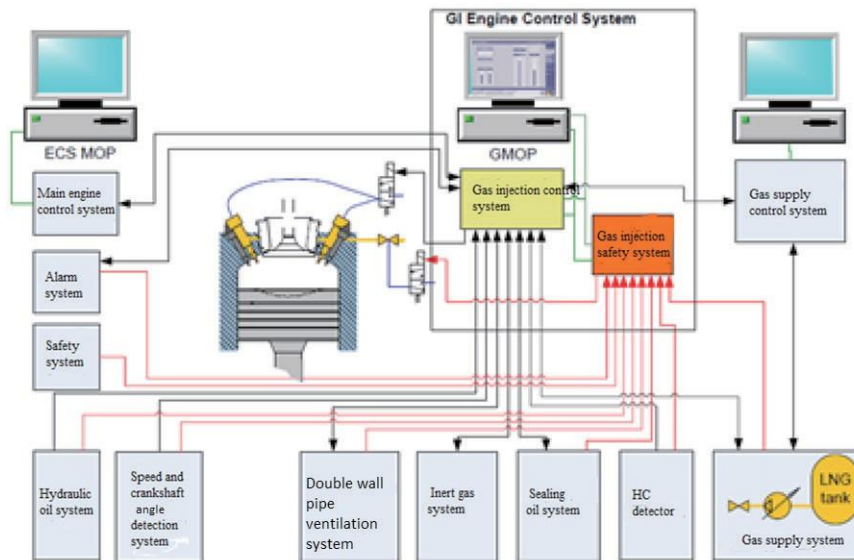 GI Engine Control System
ECS MOP
GMOP
Main engine
control system
Gas injection control
system
Gas supply
control system
Gas injection
safety system
Alarm
system
Safety
system
Hydraulic
oil system
Speed and
crankshaft
angle
detection
system
Double wall
pipe
ventilation
system
Inert gas
system
Sealing
oil system
HC
detector
LNG
tank
Gas supply system